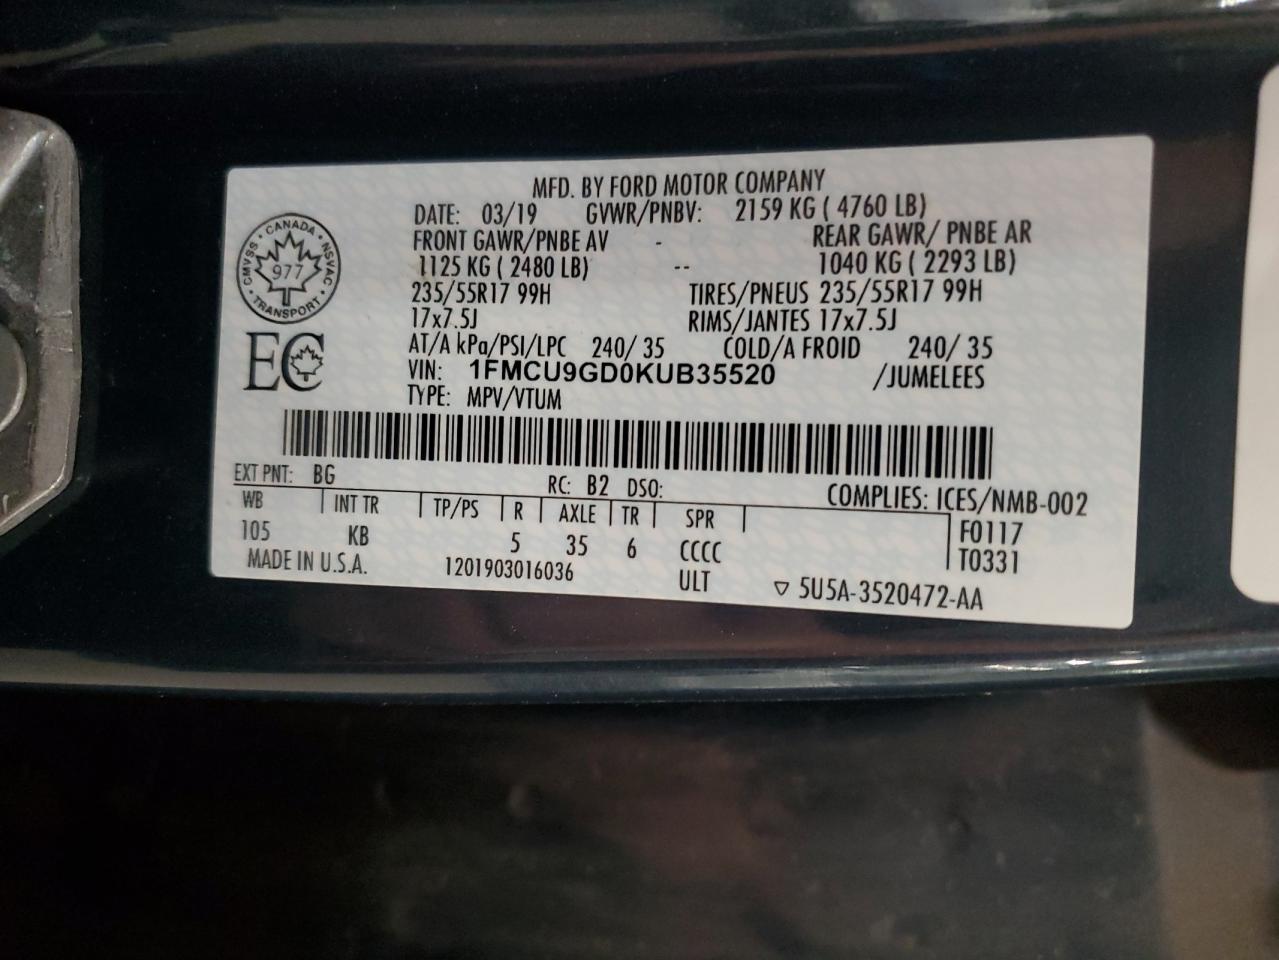 MFD. BY FORD MOTOR COMPANY
DATE: 03/19 GVWR/PNBV: 2159 KG ( 4760 LB)
FRONT GAWR/PNBE AV - REAR GAWR/ PNBE AR
1125 KG ( 2480 LB) -- 1040 KG ( 2293 LB)
235/55R17 99H TIRES/PNEUS 235/55R17 99H
17x7.5J RIMS/JANTES 17x7.5J
AT/A kPa/PSI/LPC 240/ 35 COLD/A FROID 240/ 35
VIN: 1FMCU9GD0KUB35520 /JUMELEES
TYPE: MPV/VTUM
CANADA
CMVSS NSVAC
977
TRANSPORT
EC
EXT PNT: BG RC: B2 DSO: COMPLIES: ICES/NMB-002
WB INT TR TP/PS R AXLE TR SPR F0117
105 KB 5 35 6 CCCC T0331
MADE IN U.S.A. 1201903016036 ULT ▽ 5U5A-3520472-AA